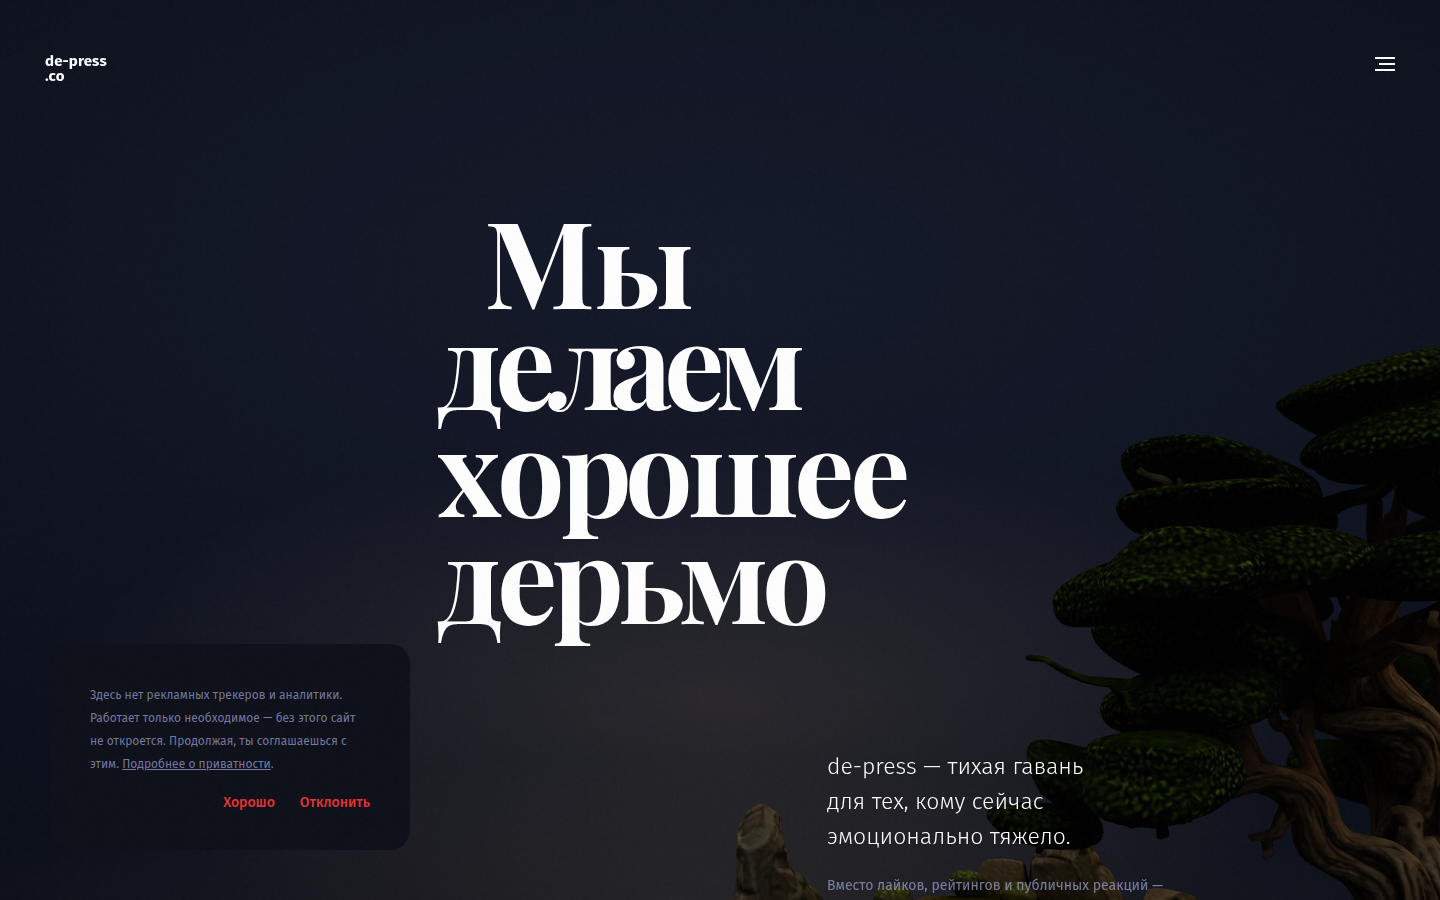 de-press
.co
Мы
делаем
хорошее
дерьмо
Здесь нет рекламных трекеров и аналитики.
Работает только необходимое — без этого сайт
не откроется. Продолжая, ты соглашаешься с
этим. Подробнее о приватности.
Хорошо Отклонить
de-press — тихая гавань
для тех, кому сейчас
эмоционально тяжело.
Вместо лайков, рейтингов и публичных реакций —